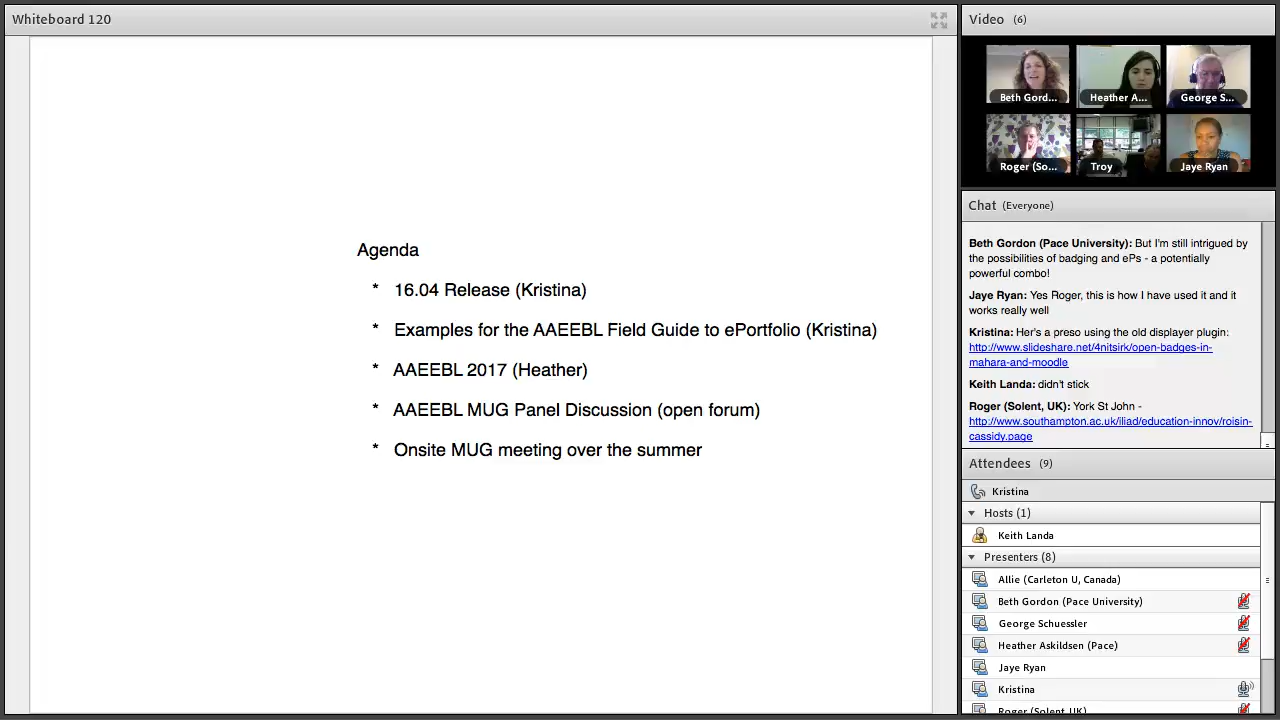 Whiteboard 120
Agenda
* 16.04 Release (Kristina)
* Examples for the AAEEBL Field Guide to ePortfolio (Kristina)
* AAEEBL 2017 (Heather)
* AAEEBL MUG Panel Discussion (open forum)
* Onsite MUG meeting over the summer
Video (6)
Beth Gord...
Heather A...
George S...
Roger (So...
Troy
Jaye Ryan
Chat (Everyone)
Beth Gordon (Pace University): But I'm still intrigued by
the possibilities of badging and ePs - a potentially
powerful combo!
Jaye Ryan: Yes Roger, this is how I have used it and it
works really well
Kristina: Her's a preso using the old displayer plugin:
http://www.slideshare.net/4nitsirk/open-badges-in-
mahara-and-moodle
Keith Landa: didn't stick
Roger (Solent, UK): York St John -
http://www.southampton.ac.uk/iliad/education-innov/roisin-
cassidy.page
Attendees (9)
Kristina
Hosts (1)
Keith Landa
Presenters (8)
Allie (Carleton U, Canada)
Beth Gordon (Pace University)
George Schuessler
Heather Askildsen (Pace)
Jaye Ryan
Kristina
Roger (Solent, UK)